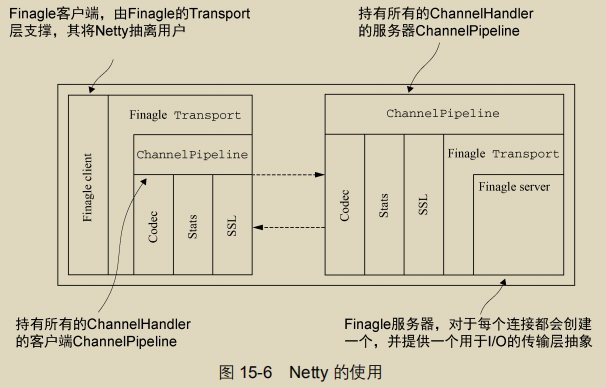 Finagle客户端，由Finagle的Transport
层支撑，其将Netty抽离用户
持有所有的ChannelHandler
的服务器ChannelPipeline
Finagle client
Finagle Transport
ChannelPipeline
Codec
Stats
SSL
ChannelPipeline
Codec
Stats
SSL
Finagle Transport
Finagle server
持有所有的ChannelHandler
的客户端ChannelPipeline
Finagle服务器，对于每个连接都会创建
一个，并提供一个用于I/O的传输层抽象
图 15-6 Netty 的使用